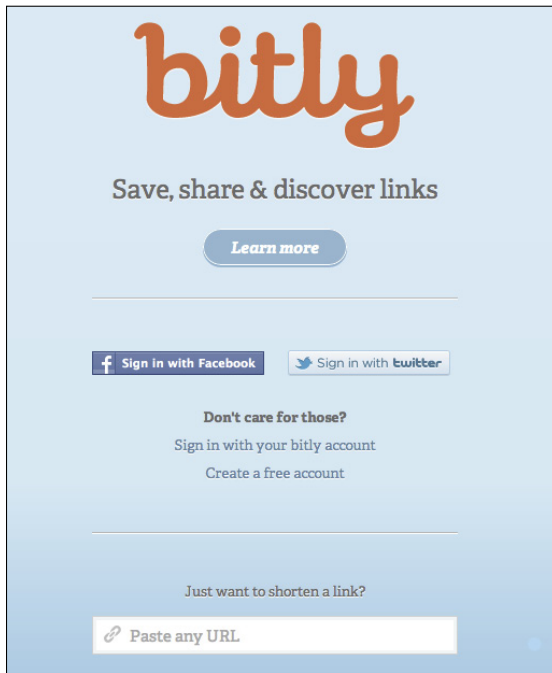 bitly
Save, share & discover links
Learn more
f Sign in with Facebook
Sign in with twitter
Don't care for those?
Sign in with your bitly account
Create a free account
Just want to shorten a link?
Paste any URL